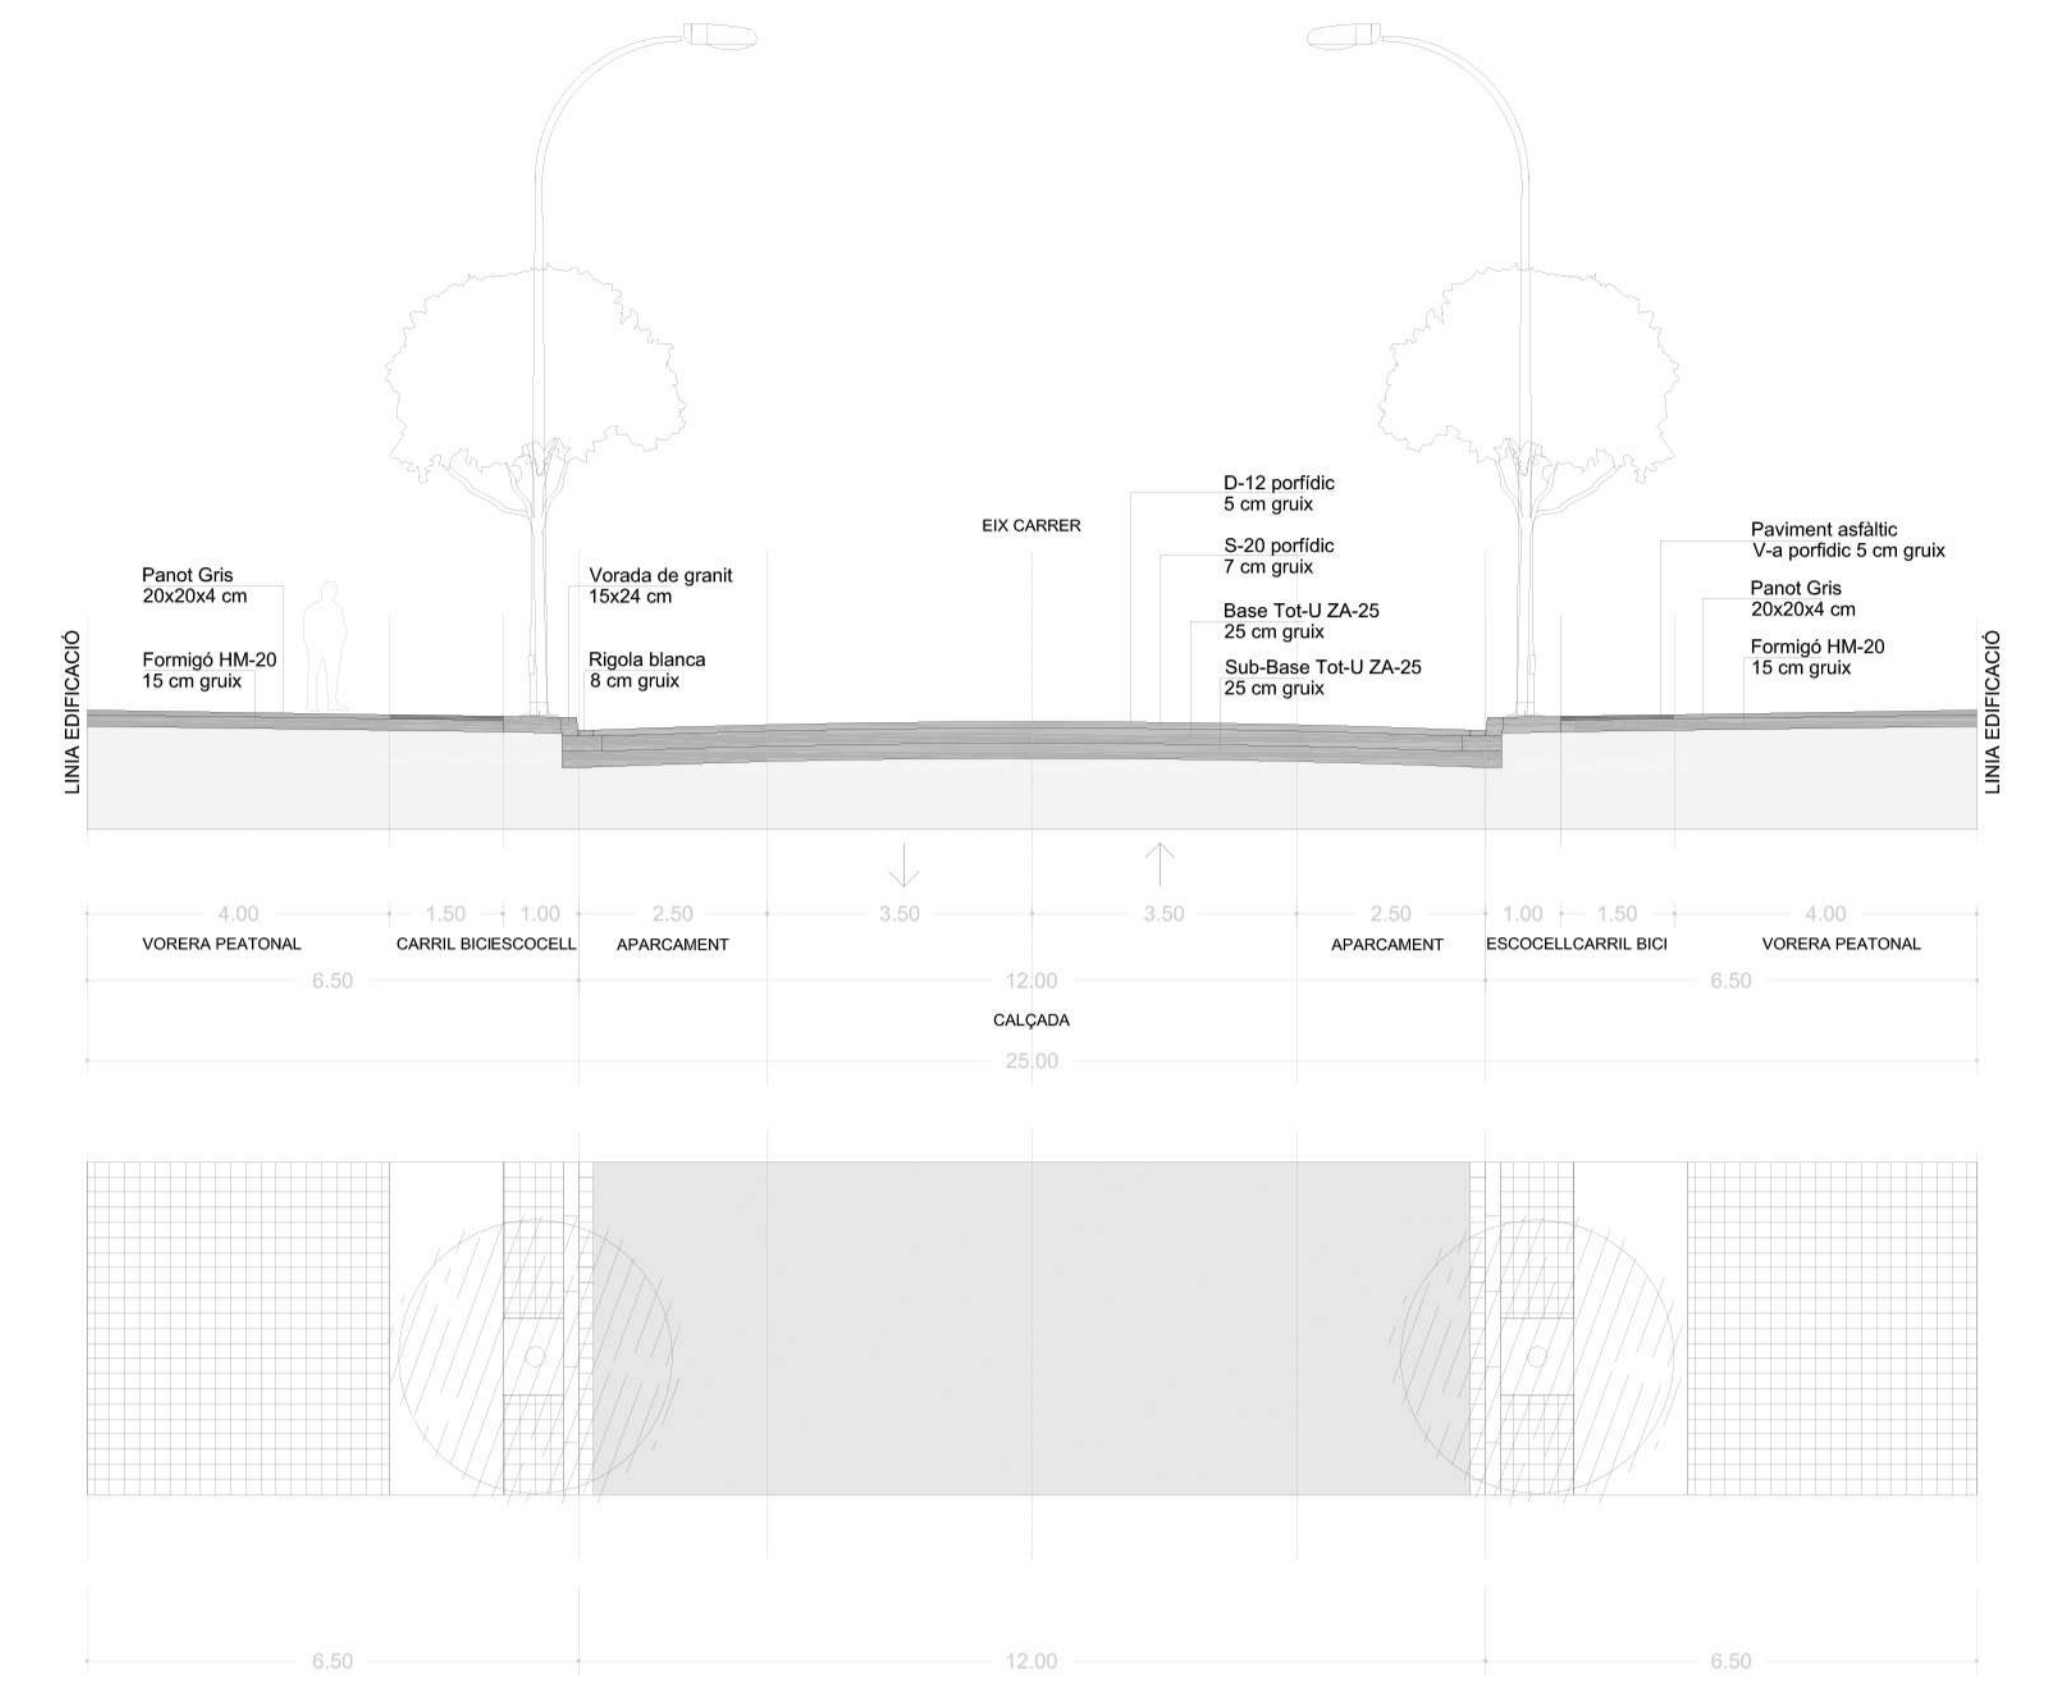 EIX CARRER
D-12 porfídic
5 cm gruix
S-20 porfídic
7 cm gruix
Base Tot-U ZA-25
25 cm gruix
Sub-Base Tot-U ZA-25
25 cm gruix
Panot Gris
20x20x4 cm
Formigó HM-20
15 cm gruix
Vorada de granit
15x24 cm
Rigola blanca
8 cm gruix
Paviment asfàltic
V-a porfidic 5 cm gruix
Panot Gris
20x20x4 cm
Formigó HM-20
15 cm gruix
LINIA EDIFICACIÓ
LINIA EDIFICACIÓ
4.00 1.50 1.00 2.50 3.50 3.50 2.50 1.00 1.50 4.00
VORERA PEATONAL CARRIL BICI ESCOCELL APARCAMENT APARCAMENT ESCOCELL CARRIL BICI VORERA PEATONAL
6.50 12.00 6.50
CALÇADA
25.00
6.50 12.00 6.50